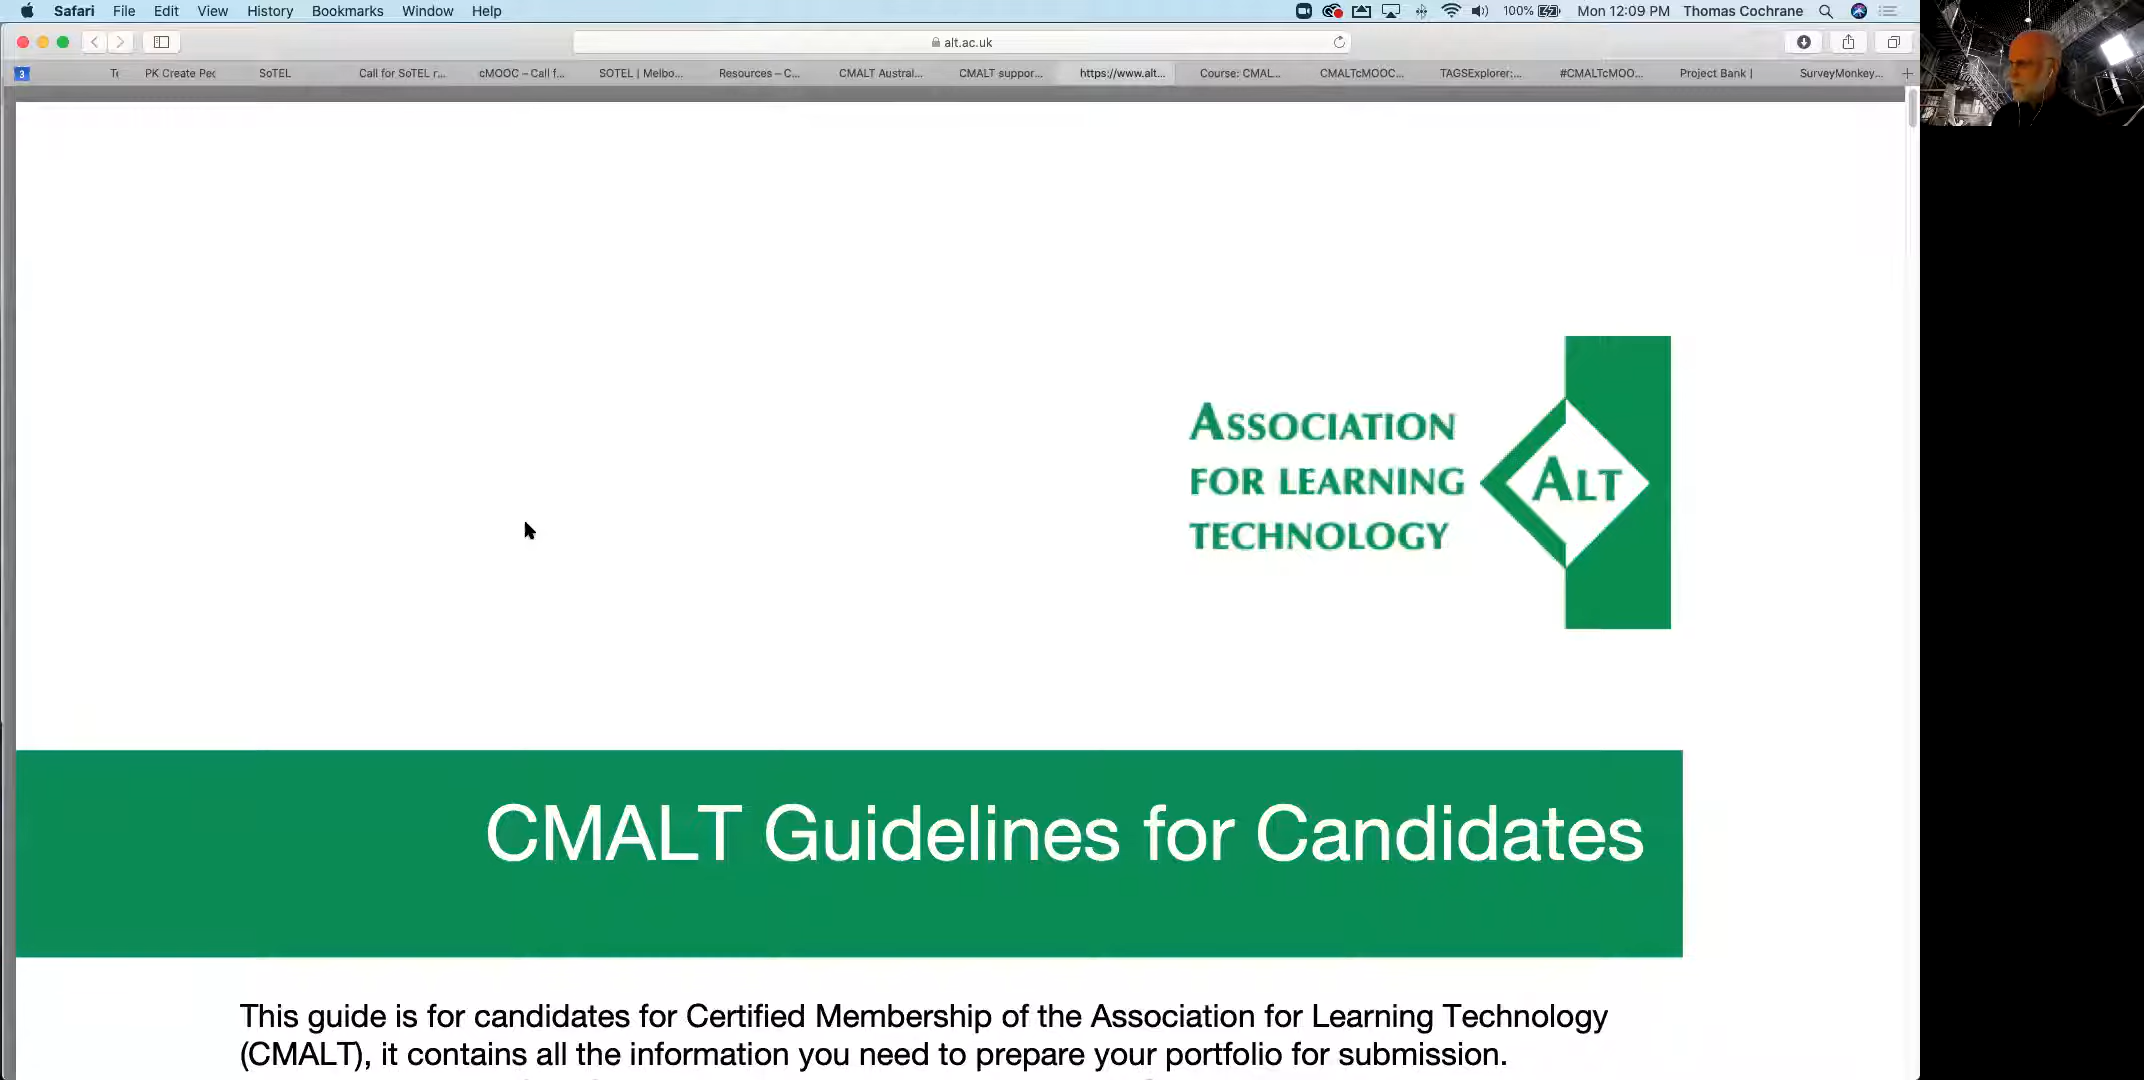 Safari File Edit View History Bookmarks Window Help 100% Mon 12:09 PM Thomas Cochrane
alt.ac.uk
3 PK Create Pec SoTEL Call for SoTEL r... cMOOC – Call f... SOTEL | Melbo... Resources – C... CMALT Austral... CMALT suppor... https://www.alt... Course: CMAL... CMALTcMOOC... TAGSExplorer:... #CMALTcMOO... Project Bank | SurveyMonkey...
ASSOCIATION
FOR LEARNING
TECHNOLOGY
ALT
CMALT Guidelines for Candidates
This guide is for candidates for Certified Membership of the Association for Learning Technology
(CMALT), it contains all the information you need to prepare your portfolio for submission.